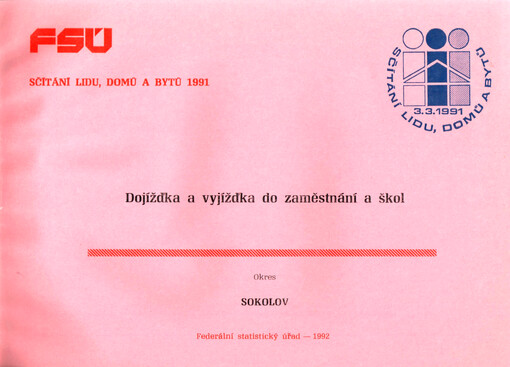 FSÚ
SČÍTÁNÍ LIDU, DOMŮ A BYTŮ 1991
SČÍTÁNÍ LIDU, DOMŮ A BYTŮ
3.3.1991
Dojížďka a vyjížďka do zaměstnání a škol
Okres
SOKOLOV
Federální statistický úřad — 1992